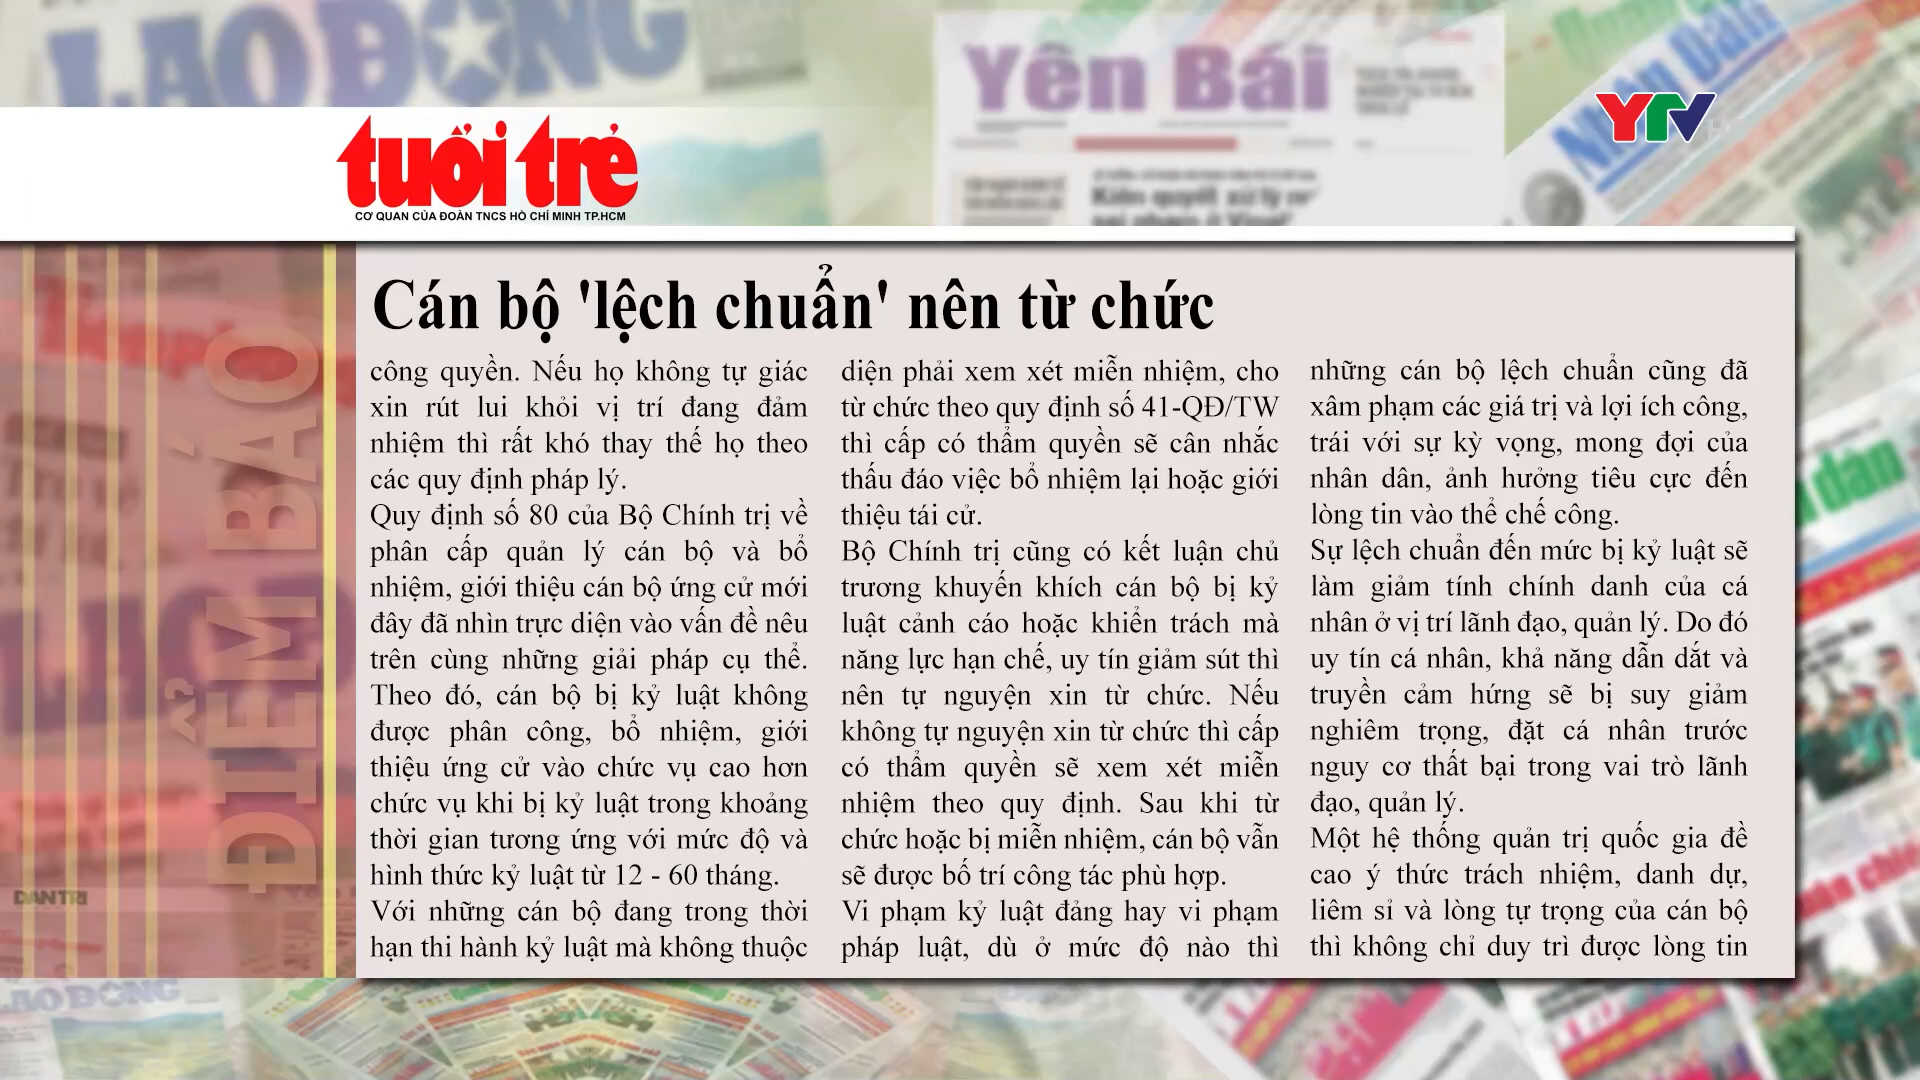 LAO ĐỘNG
Yên Bái
Nhân Dân
YTV
tuổi trẻ
CƠ QUAN CỦA ĐOÀN TNCS HỒ CHÍ MINH TP.HCM
Kiên quyết xử lý
ĐIỂM BÁO
Cán bộ 'lệch chuẩn' nên từ chức
công quyền. Nếu họ không tự giác
xin rút lui khỏi vị trí đang đảm
nhiệm thì rất khó thay thế họ theo
các quy định pháp lý.
Quy định số 80 của Bộ Chính trị về
phân cấp quản lý cán bộ và bổ
nhiệm, giới thiệu cán bộ ứng cử mới
đây đã nhìn trực diện vào vấn đề nêu
trên cùng những giải pháp cụ thể.
Theo đó, cán bộ bị kỷ luật không
được phân công, bổ nhiệm, giới
thiệu ứng cử vào chức vụ cao hơn
chức vụ khi bị kỷ luật trong khoảng
thời gian tương ứng với mức độ và
hình thức kỷ luật từ 12 - 60 tháng.
Với những cán bộ đang trong thời
hạn thi hành kỷ luật mà không thuộc
diện phải xem xét miễn nhiệm, cho
từ chức theo quy định số 41-QĐ/TW
thì cấp có thẩm quyền sẽ cân nhắc
thấu đáo việc bổ nhiệm lại hoặc giới
thiệu tái cử.
Bộ Chính trị cũng có kết luận chủ
trương khuyến khích cán bộ bị kỷ
luật cảnh cáo hoặc khiển trách mà
năng lực hạn chế, uy tín giảm sút thì
nên tự nguyện xin từ chức. Nếu
không tự nguyện xin từ chức thì cấp
có thẩm quyền sẽ xem xét miễn
nhiệm theo quy định. Sau khi từ
chức hoặc bị miễn nhiệm, cán bộ vẫn
sẽ được bố trí công tác phù hợp.
Vi phạm kỷ luật đảng hay vi phạm
pháp luật, dù ở mức độ nào thì
những cán bộ lệch chuẩn cũng đã
xâm phạm các giá trị và lợi ích công,
trái với sự kỳ vọng, mong đợi của
nhân dân, ảnh hưởng tiêu cực đến
lòng tin vào thể chế công.
Sự lệch chuẩn đến mức bị kỷ luật sẽ
làm giảm tính chính danh của cá
nhân ở vị trí lãnh đạo, quản lý. Do đó
uy tín cá nhân, khả năng dẫn dắt và
truyền cảm hứng sẽ bị suy giảm
nghiêm trọng, đặt cá nhân trước
nguy cơ thất bại trong vai trò lãnh
đạo, quản lý.
Một hệ thống quản trị quốc gia đề
cao ý thức trách nhiệm, danh dự,
liêm sỉ và lòng tự trọng của cán bộ
thì không chỉ duy trì được lòng tin
DAN TRI
LAO ĐỘNG